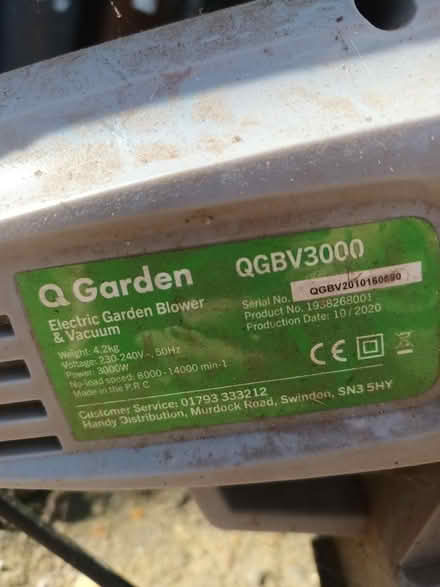 Q Garden
QGBV3000
Electric Garden Blower
& Vacuum
Weight: 4.2kg
Voltage: 230-240V~, 50Hz
Power: 3000W
No-load speed: 8000-14000 min-1
Made in the P.R.C
Serial No. QGBV2010160690
Product No. 1938268001
Production Date: 10/2020
CE
Customer Service: 01793 333212
Handy Distribution, Murdock Road, Swindon, SN3 5HY